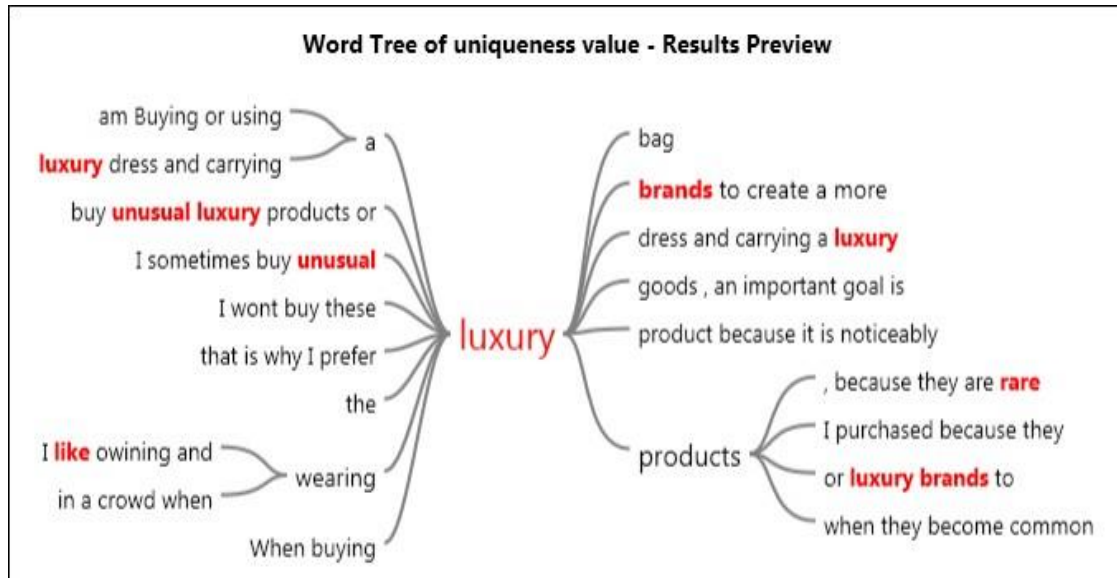 Word Tree of uniqueness value - Results Preview
am Buying or using
luxury dress and carrying
a
buy unusual luxury products or
I sometimes buy unusual
I wont buy these
that is why I prefer
the
I like owining and
in a crowd when
wearing
When buying
luxury
bag
brands to create a more
dress and carrying a luxury
goods , an important goal is
product because it is noticeably
products
, because they are rare
I purchased because they
or luxury brands to
when they become common